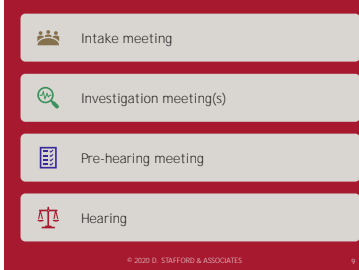 Intake meeting
Investigation meeting(s)
Pre-hearing meeting
Hearing
© 2020 D. STAFFORD & ASSOCIATES
9